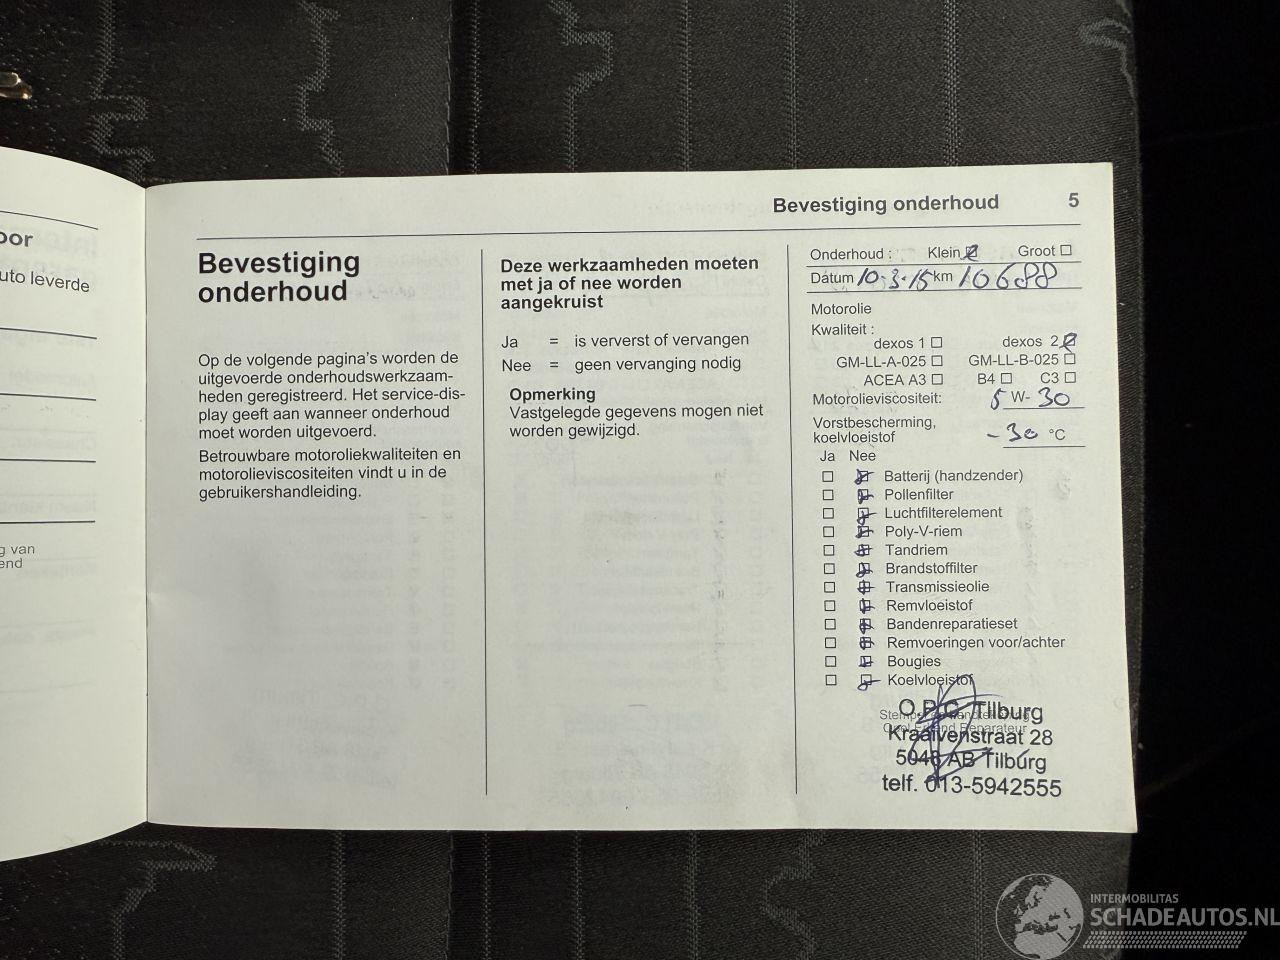 oor
uto leverde
g van
end
Bevestiging onderhoud 5
Bevestiging
onderhoud
Op de volgende pagina's worden de
uitgevoerde onderhoudswerkzaam-
heden geregistreerd. Het service-dis-
play geeft aan wanneer onderhoud
moet worden uitgevoerd.
Betrouwbare motoroliekwaliteiten en
motorolieviscositeiten vindt u in de
gebruikershandleiding.
Deze werkzaamheden moeten
met ja of nee worden
aangekruist
Ja = is ververst of vervangen
Nee = geen vervanging nodig
Opmerking
Vastgelegde gegevens mogen niet
worden gewijzigd.
Onderhoud : Klein Groot
Datum 10-3-15 km 10688
Motorolie
Kwaliteit :
dexos 1 dexos 2
GM-LL-A-025 GM-LL-B-025
ACEA A3 B4 C3
Motorolieviscositeit: 5 W- 30
Vorstbescherming,
koelvloeistof -30 °C
Ja Nee
Batterij (handzender)
Pollenfilter
Luchtfilterelement
Poly-V-riem
Tandriem
Brandstoffilter
Transmissieolie
Remvloeistof
Bandenreparatieset
Remvoeringen voor/achter
Bougies
Koelvloeistof
O.P.C. Tilburg
Kraaivenstraat 28
5048 AB Tilburg
telf. 013-5942555
INTERMOBILITAS
SCHADEAUTOS.NL